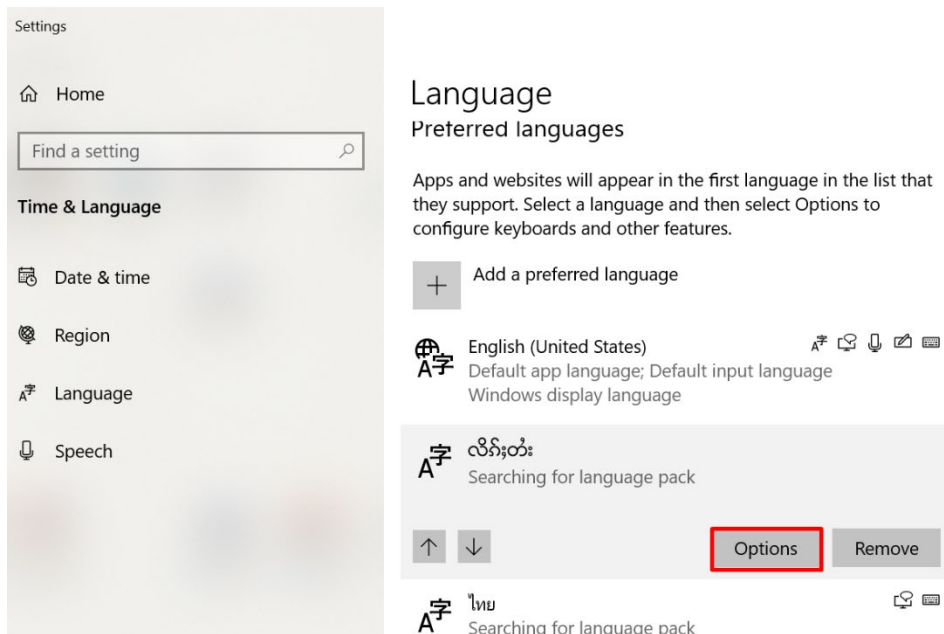 Settings
Home
Find a setting
Time & Language
Date & time
Region
Language
Speech
Language
Preferred languages
Apps and websites will appear in the first language in the list that
they support. Select a language and then select Options to
configure keyboards and other features.
Add a preferred language
English (United States)
Default app language; Default input language
Windows display language
လိၵ်ႈတႆး
Searching for language pack
Options
Remove
ไทย
Searching for language pack